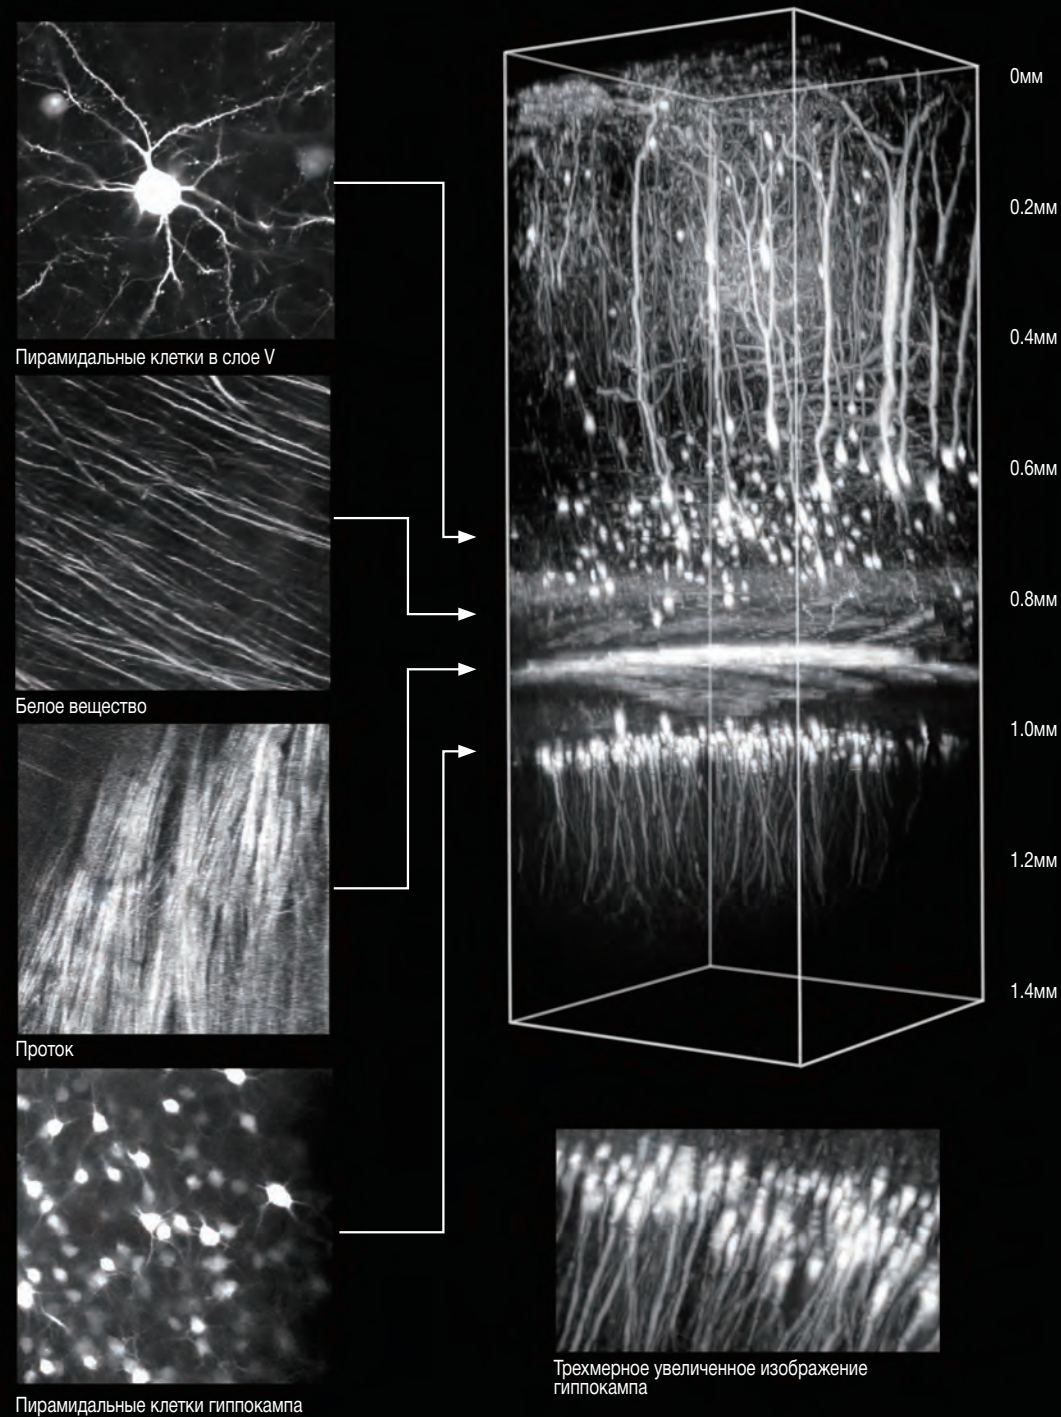 Пирамидальные клетки в слое V
Белое вещество
Проток
Пирамидальные клетки гиппокампа
0мм
0.2мм
0.4мм
0.6мм
0.8мм
1.0мм
1.2мм
1.4мм
Трехмерное увеличенное изображение
гиппокампа